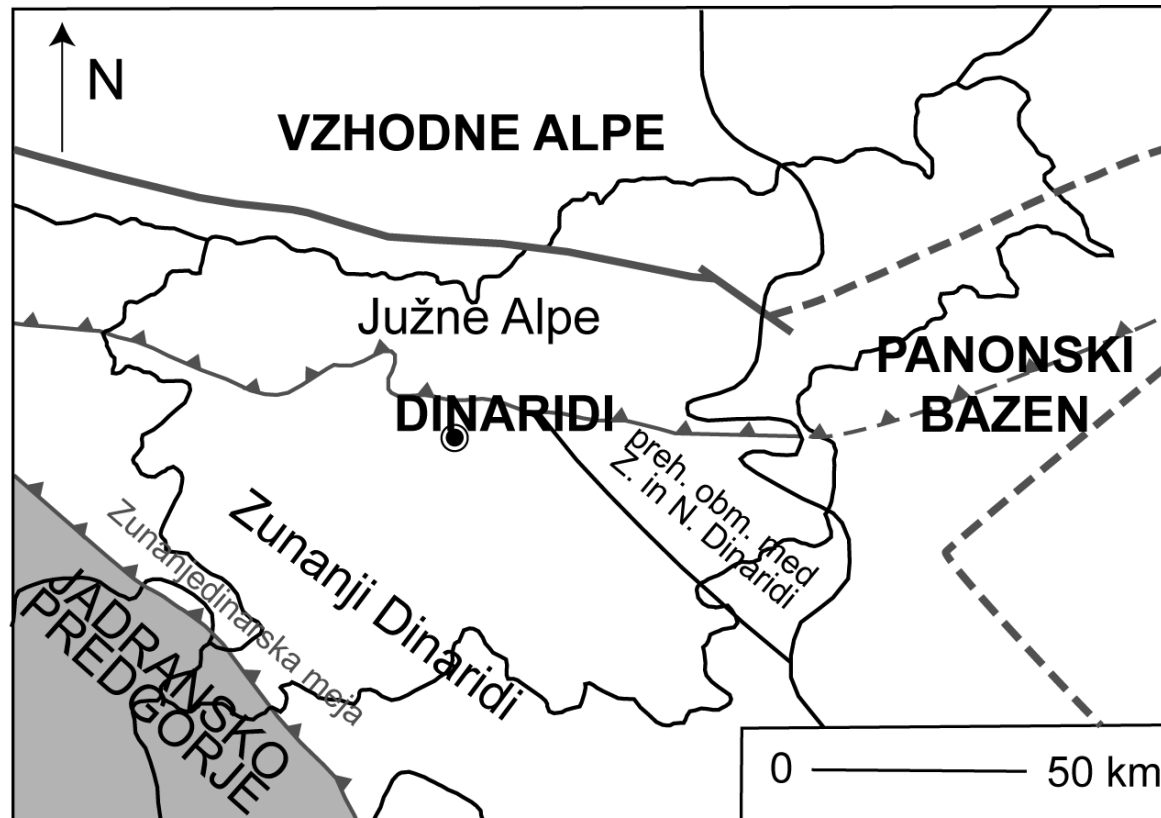 N
VZHODNE ALPE
Južne Alpe
PANONSKI
BAZEN
DINARIDI
preh. obm. med
Z. in N. Dinaridi
Zunanji Dinaridi
Zunanjedinarska meja
JADRANSKO
PREDGORJE
0 50 km